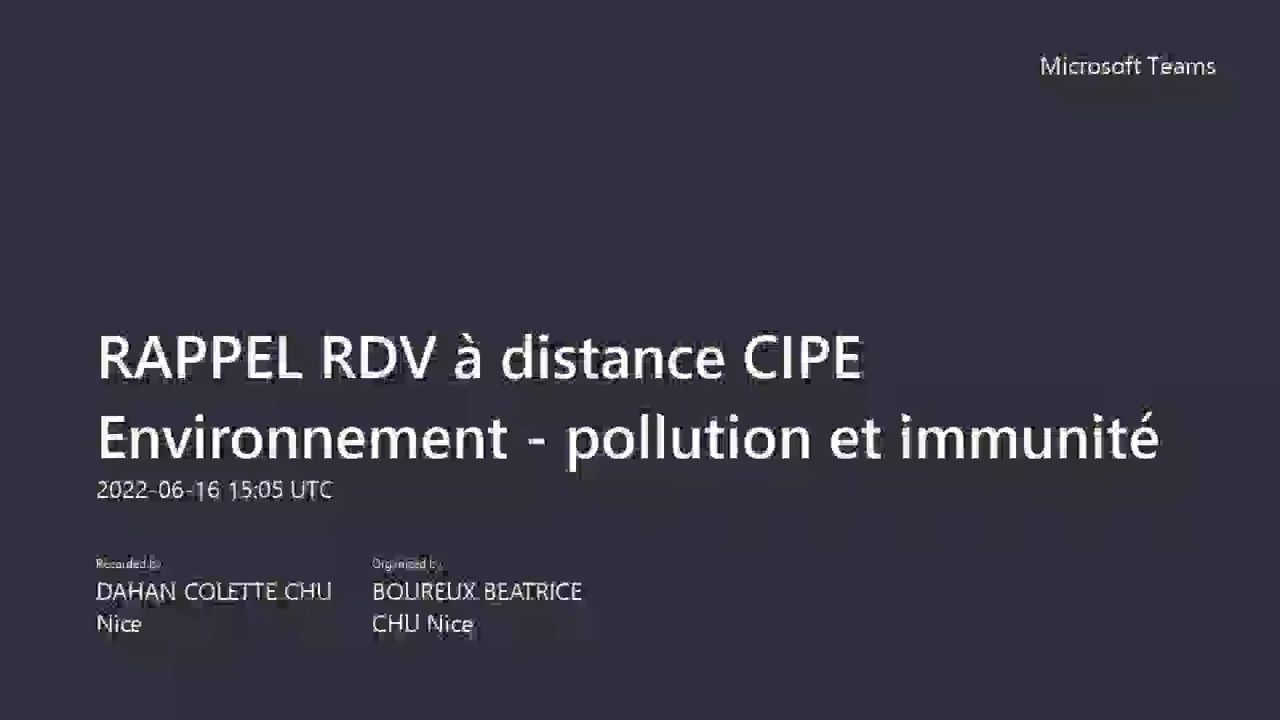 Microsoft Teams
RAPPEL RDV à distance CIPE
Environnement - pollution et immunité
2022-06-16 15:05 UTC
Recorded by
Organized by
DAHAN COLETTE CHU
Nice
BOUREUX BEATRICE
CHU Nice